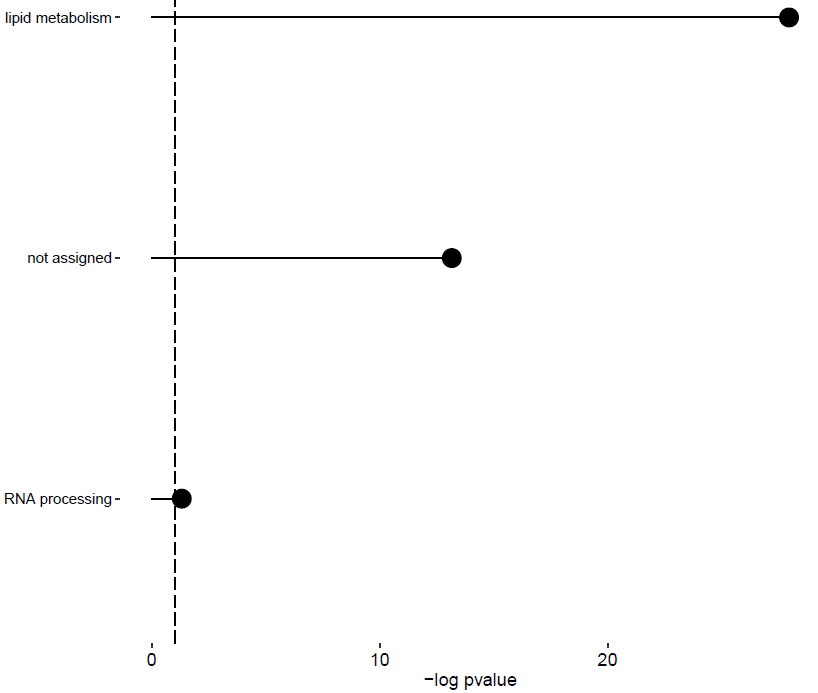 lipid metabolism
not assigned
RNA processing
0 10 20
−log pvalue